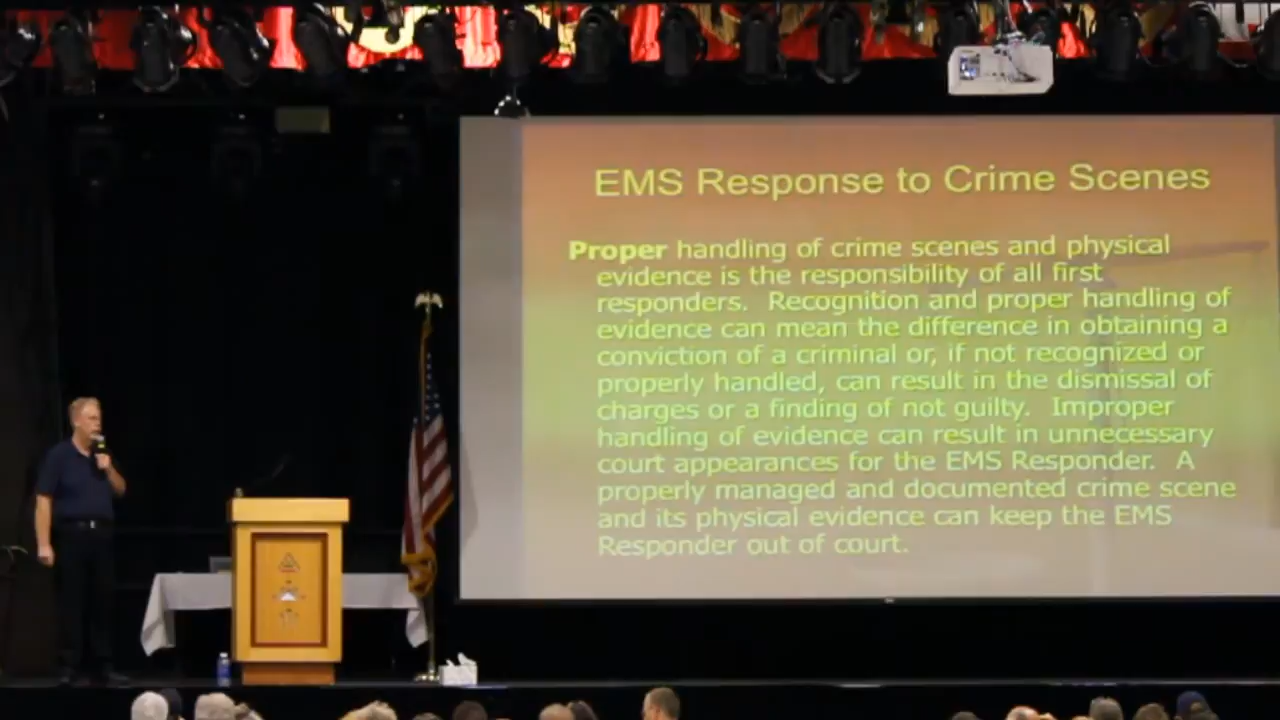 EMS Response to Crime Scenes
Proper handling of crime scenes and physical
evidence is the responsibility of all first
responders. Recognition and proper handling of
evidence can mean the difference in obtaining a
conviction of a criminal or, if not recognized or
properly handled, can result in the dismissal of
charges or a finding of not guilty. Improper
handling of evidence can result in unnecessary
court appearances for the EMS Responder. A
properly managed and documented crime scene
and its physical evidence can keep the EMS
Responder out of court.